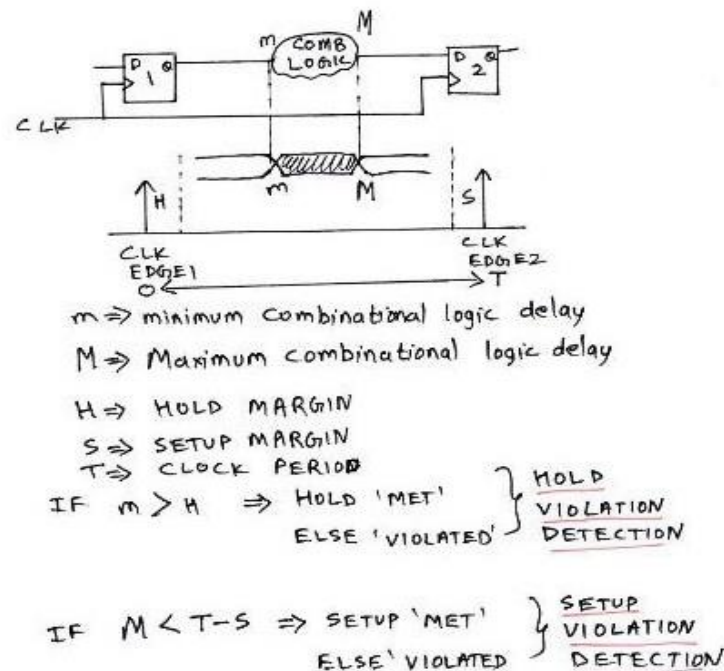 m
M
COMB
LOGIC
D Q
1
D Q
2
CLK
m
M
H
S
CLK
EDGE1
CLK
EDGE2
O
T
m => minimum combinational logic delay
M => Maximum combinational logic delay
H => HOLD MARGIN
S => SETUP MARGIN
T => CLOCK PERIOD
IF m > H => HOLD 'MET'
ELSE 'VIOLATED'
HOLD
VIOLATION
DETECTION
IF M < T-S => SETUP 'MET'
ELSE 'VIOLATED
SETUP
VIOLATION
DETECTION